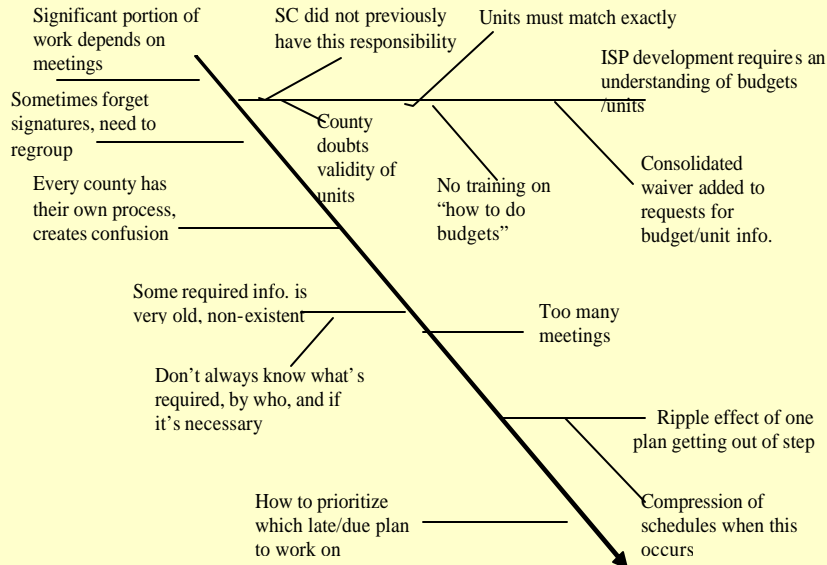 Significant portion of
work depends on
meetings
SC did not previously
have this responsibility
Units must match exactly
ISP development requires an
understanding of budgets
/units
Sometimes forget
signatures, need to
regroup
County
doubts
validity of
units
No training on
“how to do
budgets”
Consolidated
waiver added to
requests for
budget/unit info.
Every county has
their own process,
creates confusion
Some required info. is
very old, non-existent
Too many
meetings
Don’t always know what’s
required, by who, and if
it’s necessary
Ripple effect of one
plan getting out of step
How to prioritize
which late/due plan
to work on
Compression of
schedules when this
occurs